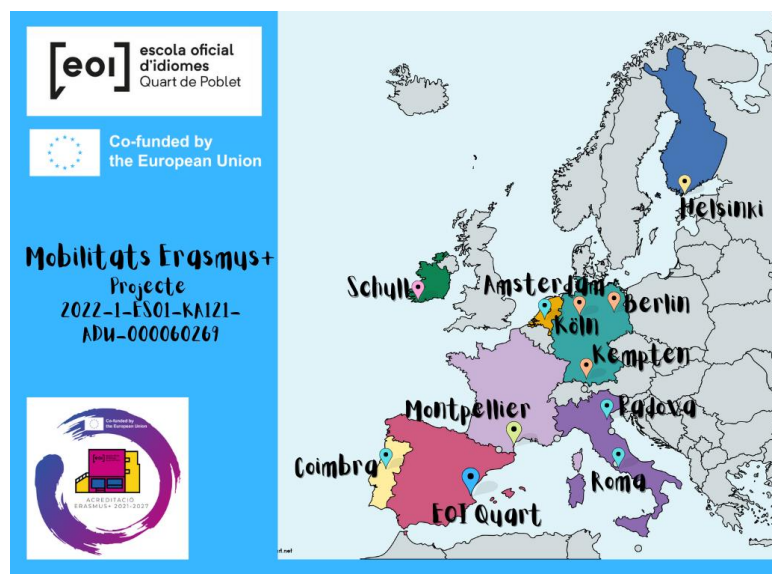 [eoi] escola oficial
d'idiomes
Quart de Poblet
Co-funded by
the European Union
Mobilitats Erasmus+
Projecte
2022-1-ES01-KA121-
ADU-000060269
Co-funded by
the European Union
[eoi]
ACREDITACIÓ
ERASMUS+ 2021-2027
Helsinki
Schull
Amsterdam
Berlin
Köln
Kempten
Montpellier
Padova
Coimbra
Roma
EOI Quart